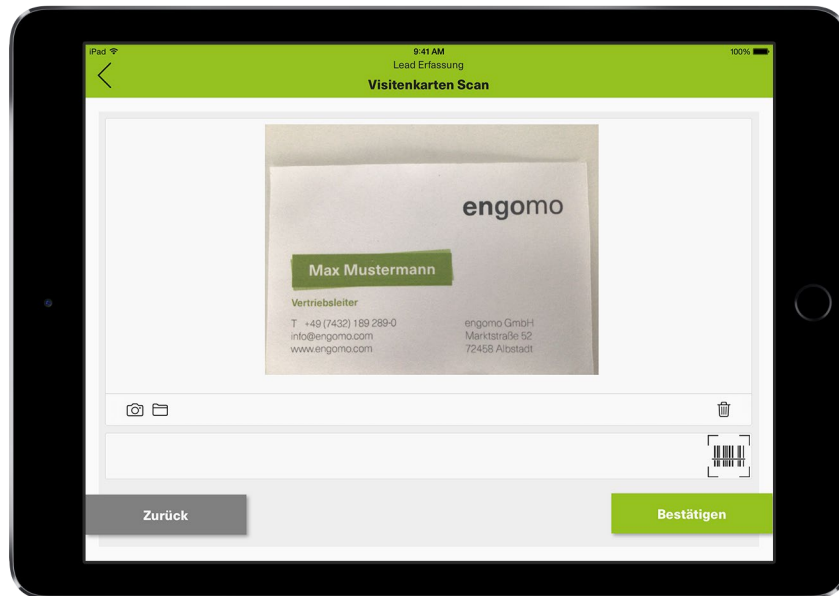 iPad
9:41 AM
100%
Lead Erfassung
Visitenkarten Scan
engomo
Max Mustermann
Vertriebsleiter
T +49 (7432) 189 289-0
info@engomo.com
www.engomo.com
engomo GmbH
Marktstraße 52
72458 Albstadt
Zurück
Bestätigen